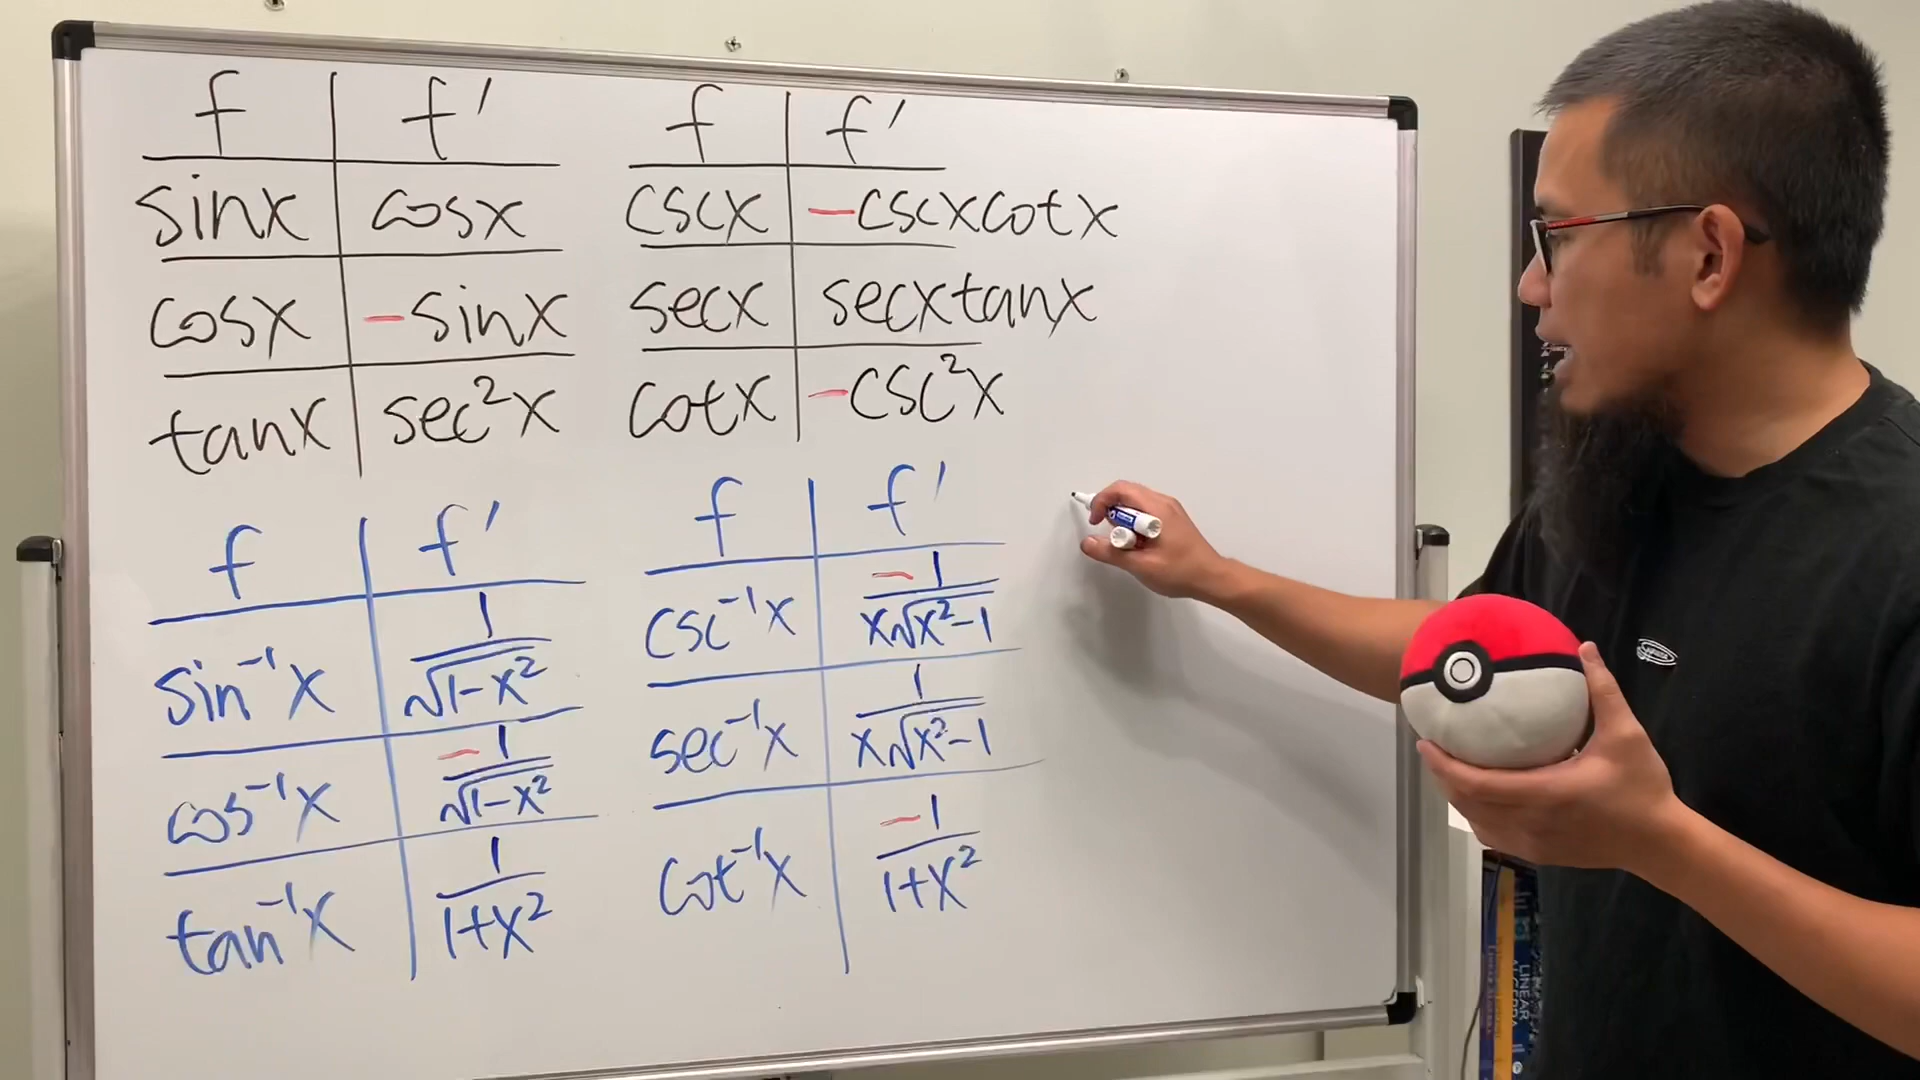 f | f' 
sinx | cosx
cosx | -sinx
tanx | sec²x
f | f'
cscx | -cscxcotx
secx | secxtanx
cotx | -csc²x
f | f'
sin⁻¹x | 1/√(1-x²)
cos⁻¹x | -1/√(1-x²)
tan⁻¹x | 1/(1+x²)
f | f'
csc⁻¹x | -1/(x√(x²-1))
sec⁻¹x | 1/(x√(x²-1))
cot⁻¹x | -1/(1+x²)
LINEAR
ALGEBRA